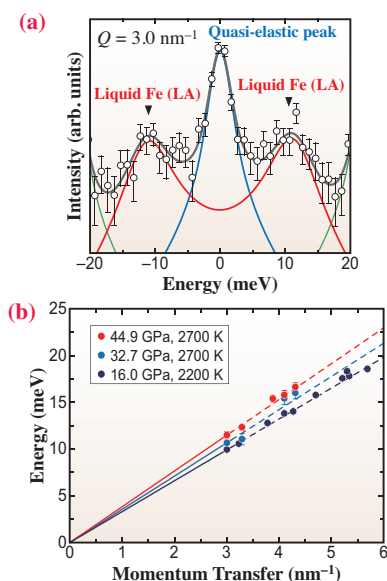 (a)
Q = 3.0 nm⁻¹
Quasi-elastic peak
Liquid Fe (LA)
Liquid Fe (LA)
Intensity (arb. units)
−20 −10 0 10 20
Energy (meV)
(b)
25
20
15
10
5
0
44.9 GPa, 2700 K
32.7 GPa, 2700 K
16.0 GPa, 2200 K
Energy (meV)
0 1 2 3 4 5 6
Momentum Transfer (nm⁻¹)